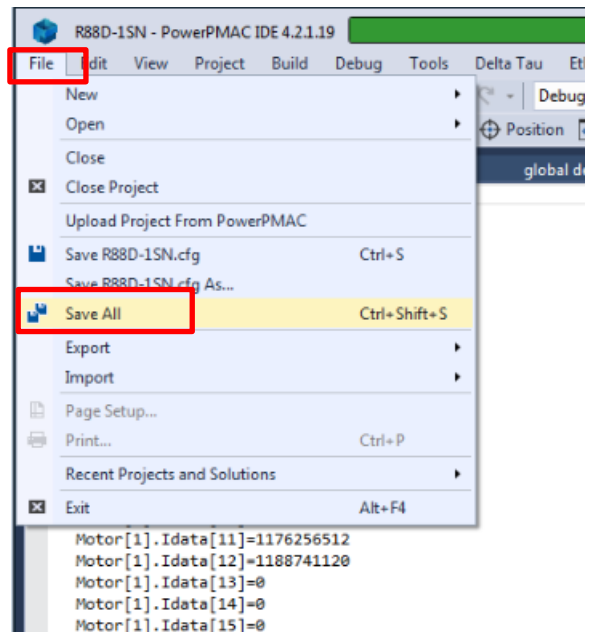 R88D-1SN - PowerPMAC IDE 4.2.1.19
File Edit View Project Build Debug Tools Delta Tau Et
New
Debug
Open
Position
Close
global de
Close Project
Upload Project From PowerPMAC
Save R88D-1SN.cfg Ctrl+S
Save R88D-1SN.cfg As...
Save All Ctrl+Shift+S
Export
Import
Page Setup...
Print... Ctrl+P
Recent Projects and Solutions
Exit Alt+F4
Motor[1].Idata[11]=1176256512
Motor[1].Idata[12]=1188741120
Motor[1].Idata[13]=0
Motor[1].Idata[14]=0
Motor[1].Idata[15]=0